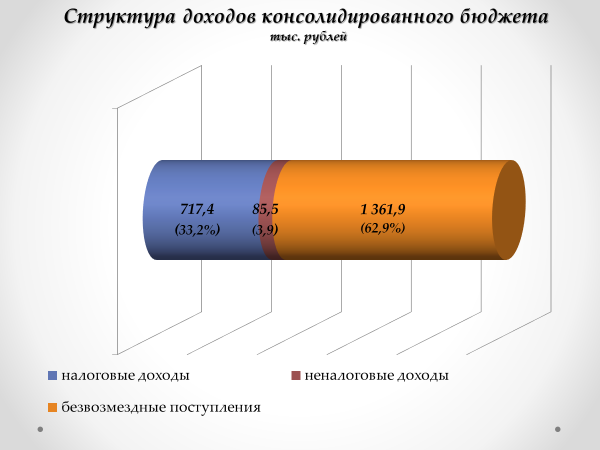 Структура доходов консолидированного бюджета
тыс. рублей
717,4 85,5 1 361,9
(33,2%) (3,9) (62,9%)
налоговые доходы неналоговые доходы
безвозмездные поступления